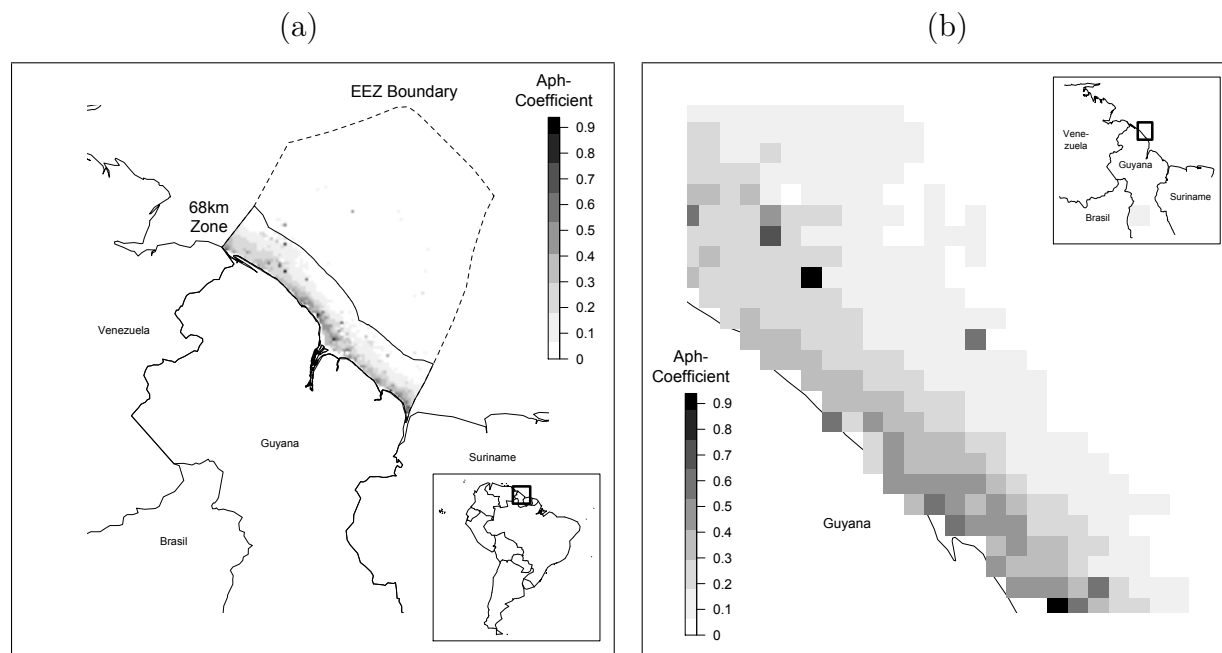 (a)
(b)
EEZ Boundary
Aph-
Coefficient
0.9
0.8
0.7
0.6
0.5
0.4
0.3
0.2
0.1
0
68km
Zone
Venezuela
Guyana
Suriname
Brasil
Vene-
zuela
Guyana
Suriname
Brasil
Aph-
Coefficient
0.9
0.8
0.7
0.6
0.5
0.4
0.3
0.2
0.1
0
Guyana